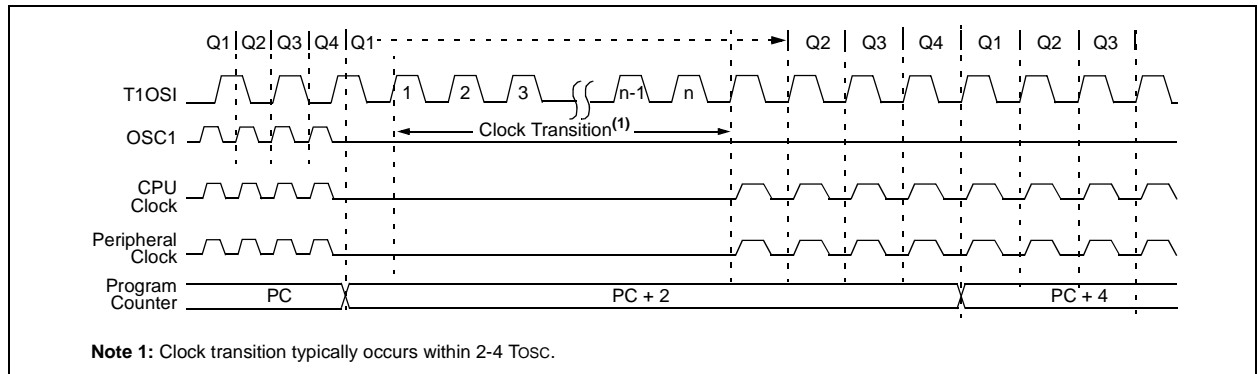 Q1 Q2 Q3 Q4 Q1 Q2 Q3 Q4 Q1 Q2 Q3
T1OSI 1 2 3 n-1 n
Clock Transition(1)
OSC1
CPU
Clock
Peripheral
Clock
Program
Counter
PC PC + 2 PC + 4
Note 1: Clock transition typically occurs within 2-4 TOSC.